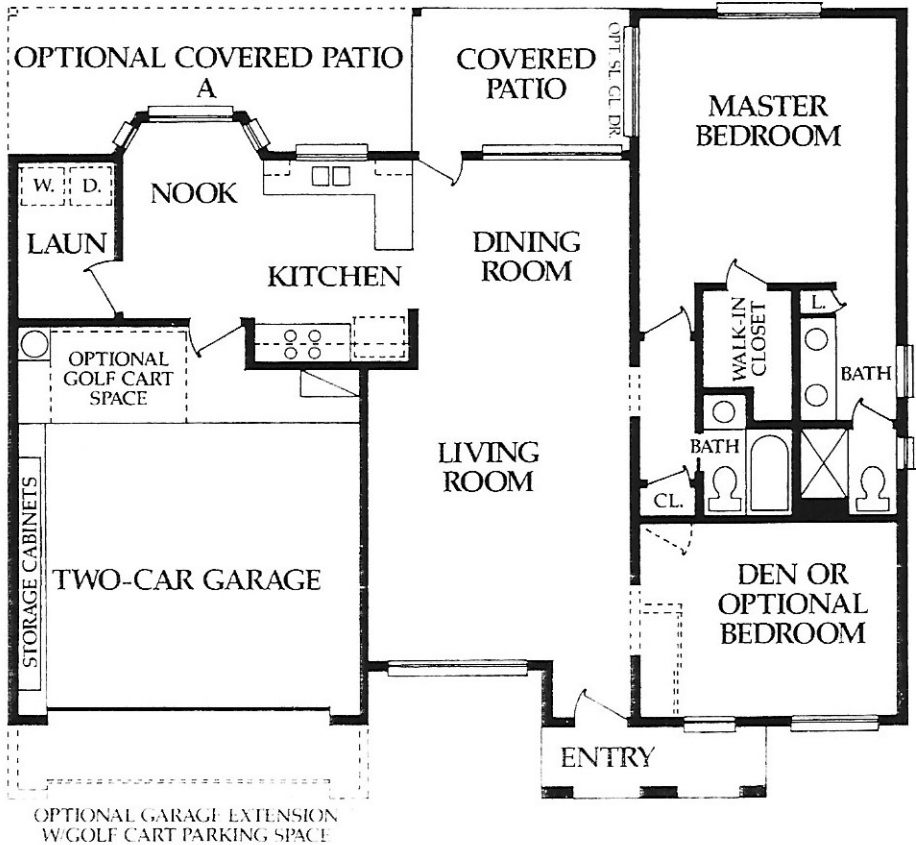 OPTIONAL COVERED PATIO
A
COVERED
PATIO
OPT. SL. GL. DR.
MASTER
BEDROOM
W.
D.
NOOK
LAUN
DINING
ROOM
KITCHEN
L.
WALK-IN
CLOSET
OPTIONAL
GOLF CART
SPACE
BATH
LIVING
ROOM
BATH
CL.
STORAGE CABINETS
TWO-CAR GARAGE
DEN OR
OPTIONAL
BEDROOM
ENTRY
OPTIONAL GARAGE EXTENSION
W/GOLF CART PARKING SPACE